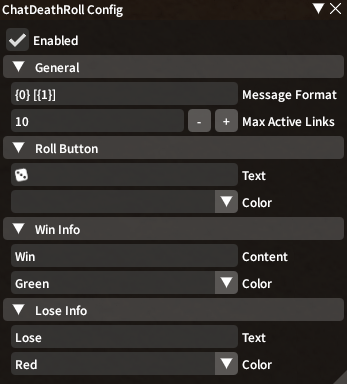 ChatDeathRoll Config
Enabled
General
{0} [{1}] Message Format
10 - + Max Active Links
Roll Button
Text
Color
Win Info
Win Content
Green Color
Lose Info
Lose Text
Red Color